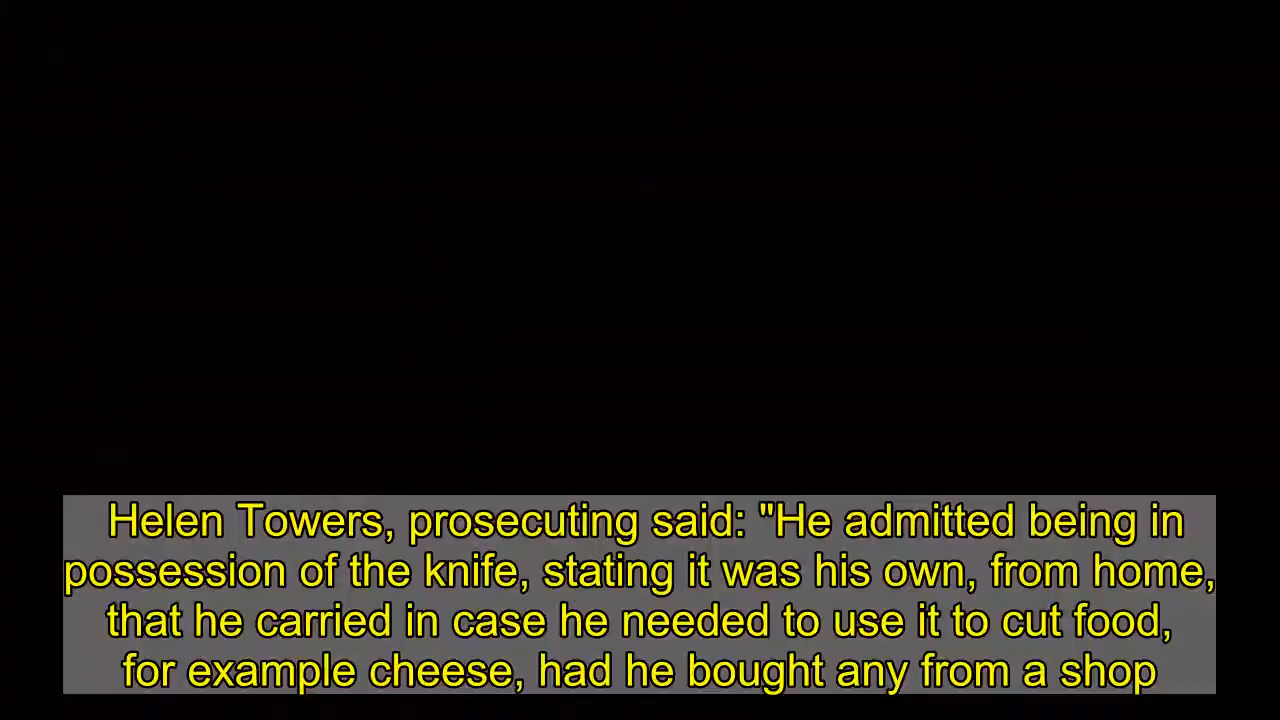 Helen Towers, prosecuting said: "He admitted being in
possession of the knife, stating it was his own, from home,
that he carried in case he needed to use it to cut food,
for example cheese, had he bought any from a shop